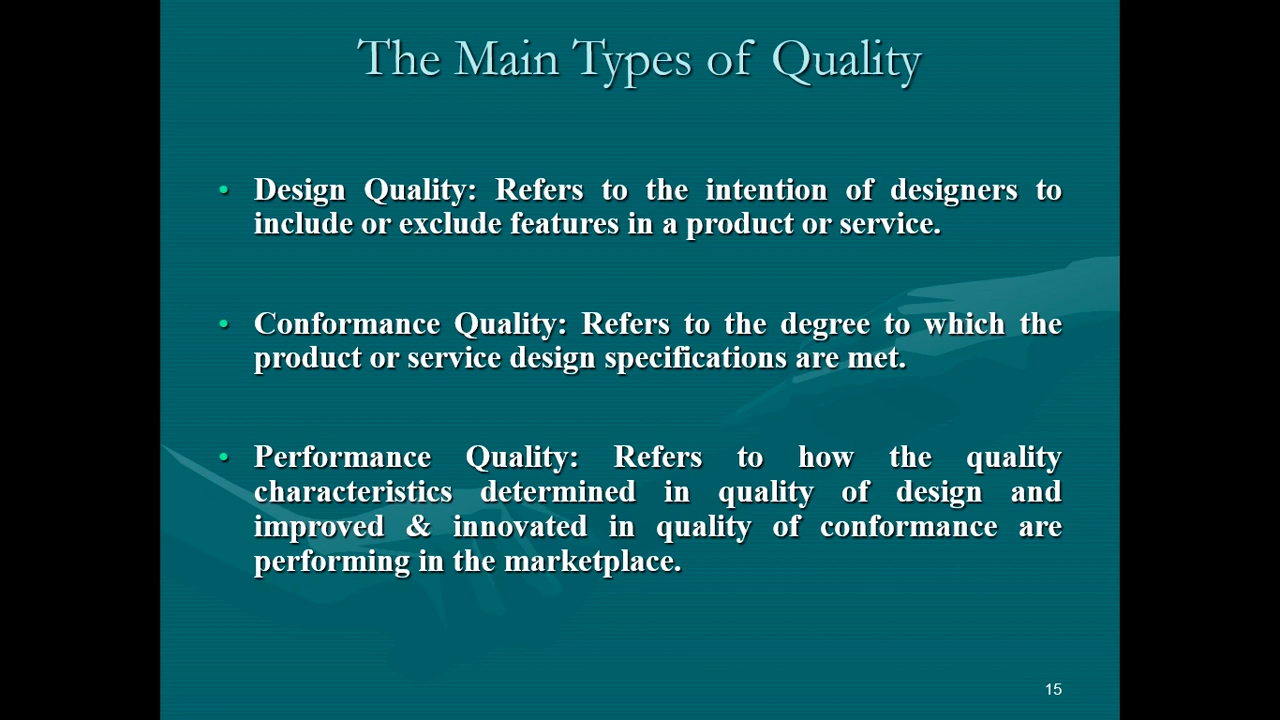 The Main Types of Quality
• Design Quality: Refers to the intention of designers to
include or exclude features in a product or service.
• Conformance Quality: Refers to the degree to which the
product or service design specifications are met.
• Performance Quality: Refers to how the quality
characteristics determined in quality of design and
improved & innovated in quality of conformance are
performing in the marketplace.
15